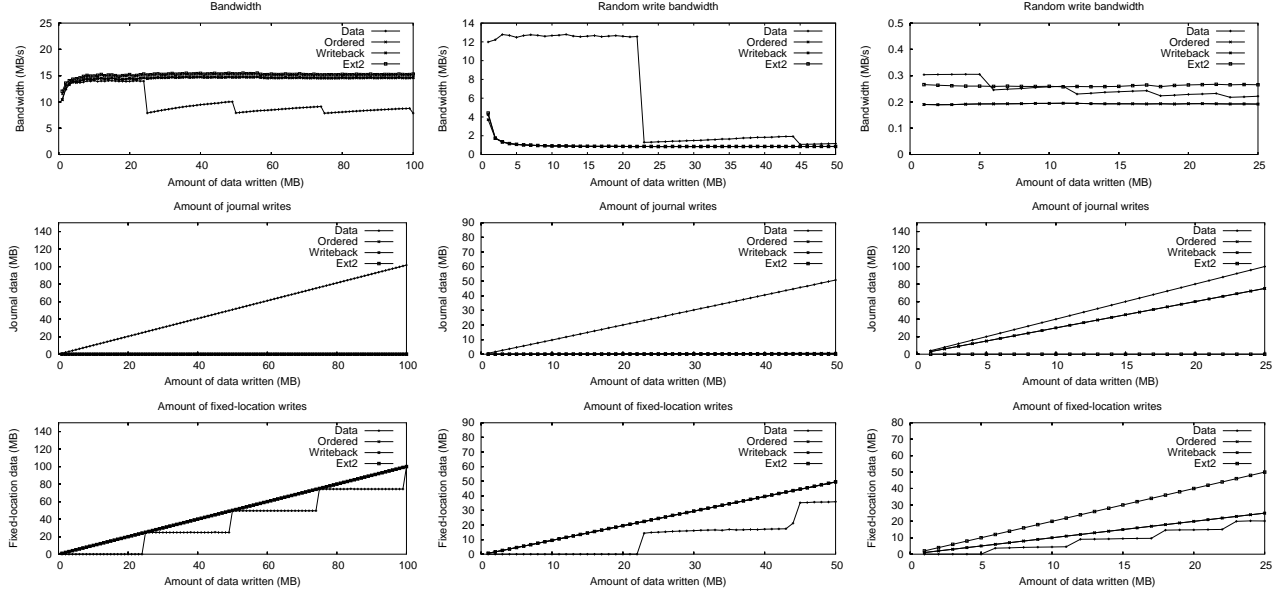 Bandwidth
Bandwidth (MB/s)
25
20
15
10
5
0
Data
Ordered
Writeback
Ext2
0 20 40 60 80 100
Amount of data written (MB)
Random write bandwidth
Bandwidth (MB/s)
14
12
10
8
6
4
2
0
Data
Ordered
Writeback
Ext2
0 5 10 15 20 25 30 35 40 45 50
Amount of data written (MB)
Random write bandwidth
Bandwidth (MB/s)
0.5
0.4
0.3
0.2
0.1
0
Data
Ordered
Writeback
Ext2
0 5 10 15 20 25
Amount of data written (MB)
Amount of journal writes
Journal data (MB)
140
120
100
80
60
40
20
0
Data
Ordered
Writeback
Ext2
0 20 40 60 80 100
Amount of data written (MB)
Amount of journal writes
Journal data (MB)
90
80
70
60
50
40
30
20
10
0
Data
Ordered
Writeback
Ext2
0 5 10 15 20 25 30 35 40 45 50
Amount of data written (MB)
Amount of journal writes
Journal data (MB)
140
120
100
80
60
40
20
0
Data
Ordered
Writeback
Ext2
0 5 10 15 20 25
Amount of data written (MB)
Amount of fixed-location writes
Fixed-location data (MB)
140
120
100
80
60
40
20
0
Data
Ordered
Writeback
Ext2
0 20 40 60 80 100
Amount of data written (MB)
Amount of fixed-location writes
Fixed-location data (MB)
90
80
70
60
50
40
30
20
10
0
Data
Ordered
Writeback
Ext2
0 5 10 15 20 25 30 35 40 45 50
Amount of data written (MB)
Amount of fixed-location writes
Fixed-location data (MB)
80
70
60
50
40
30
20
10
0
Data
Ordered
Writeback
Ext2
0 5 10 15 20 25
Amount of data written (MB)